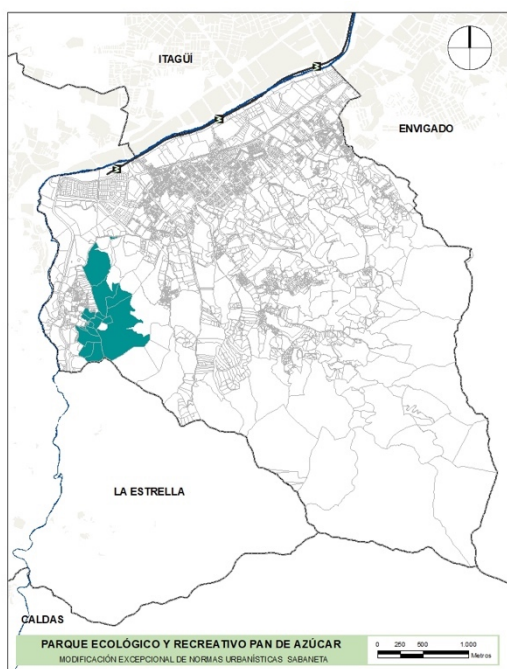 ITAGÜÍ
ENVIGADO
LA ESTRELLA
CALDAS
PARQUE ECOLÓGICO Y RECREATIVO PAN DE AZÚCAR
MODIFICACIÓN EXCEPCIONAL DE NORMAS URBANÍSTICAS SABANETA
0 250 500 1.000
Metros